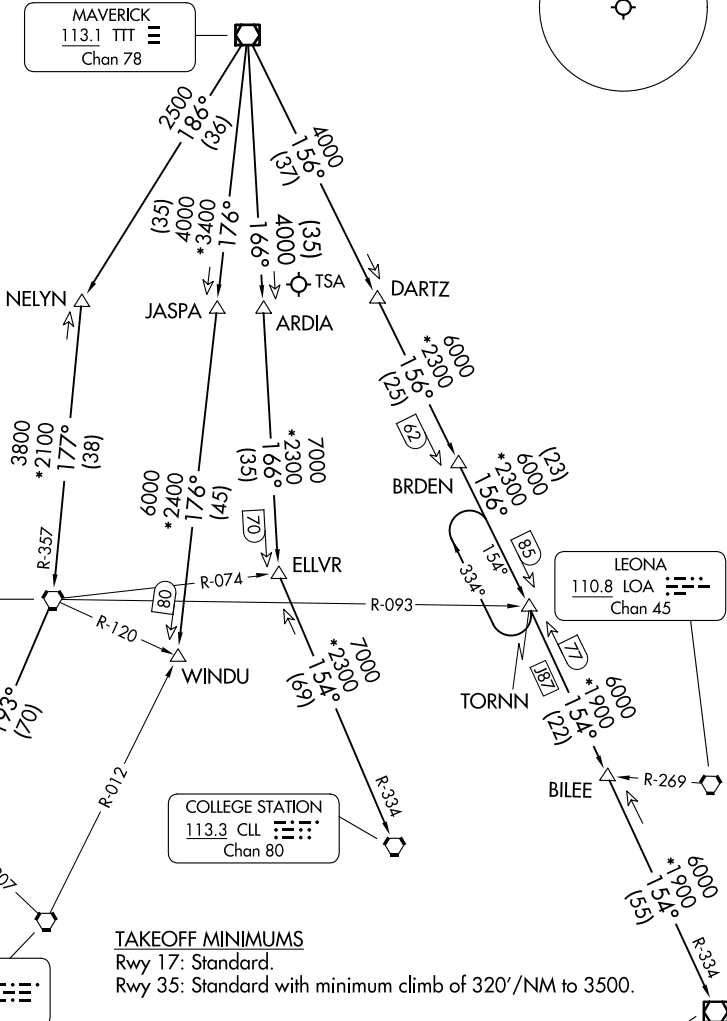 MAVERICK
113.1 TTT
Chan 78
2500
186°
(36)
(35)
4000
*3400
176°
166°
4000
(35)
4000
156°
(37)
TSA
NELYN
JASPA
ARDIA
DARTZ
3800
*2100
177°
(38)
R-357
6000
*2400
176°
(45)
(35)
166°
*2300
7000
6000
*2300
156°
(25)
62
BRDEN
(23)
6000
*2300
156°
70
80
ELLVR
R-074
R-093
R-120
WINDU
154°
334°
85
LEONA
110.8 LOA
Chan 45
TORNN
77
J87
6000
*1900
154°
(22)
193°
(70)
R-012
7000
*2300
154°
(69)
R-334
BILEE
R-269
COLLEGE STATION
113.3 CLL
Chan 80
6000
*1900
154°
(55)
R-334
TAKEOFF MINIMUMS
Rwy 17: Standard.
Rwy 35: Standard with minimum climb of 320'/NM to 3500.